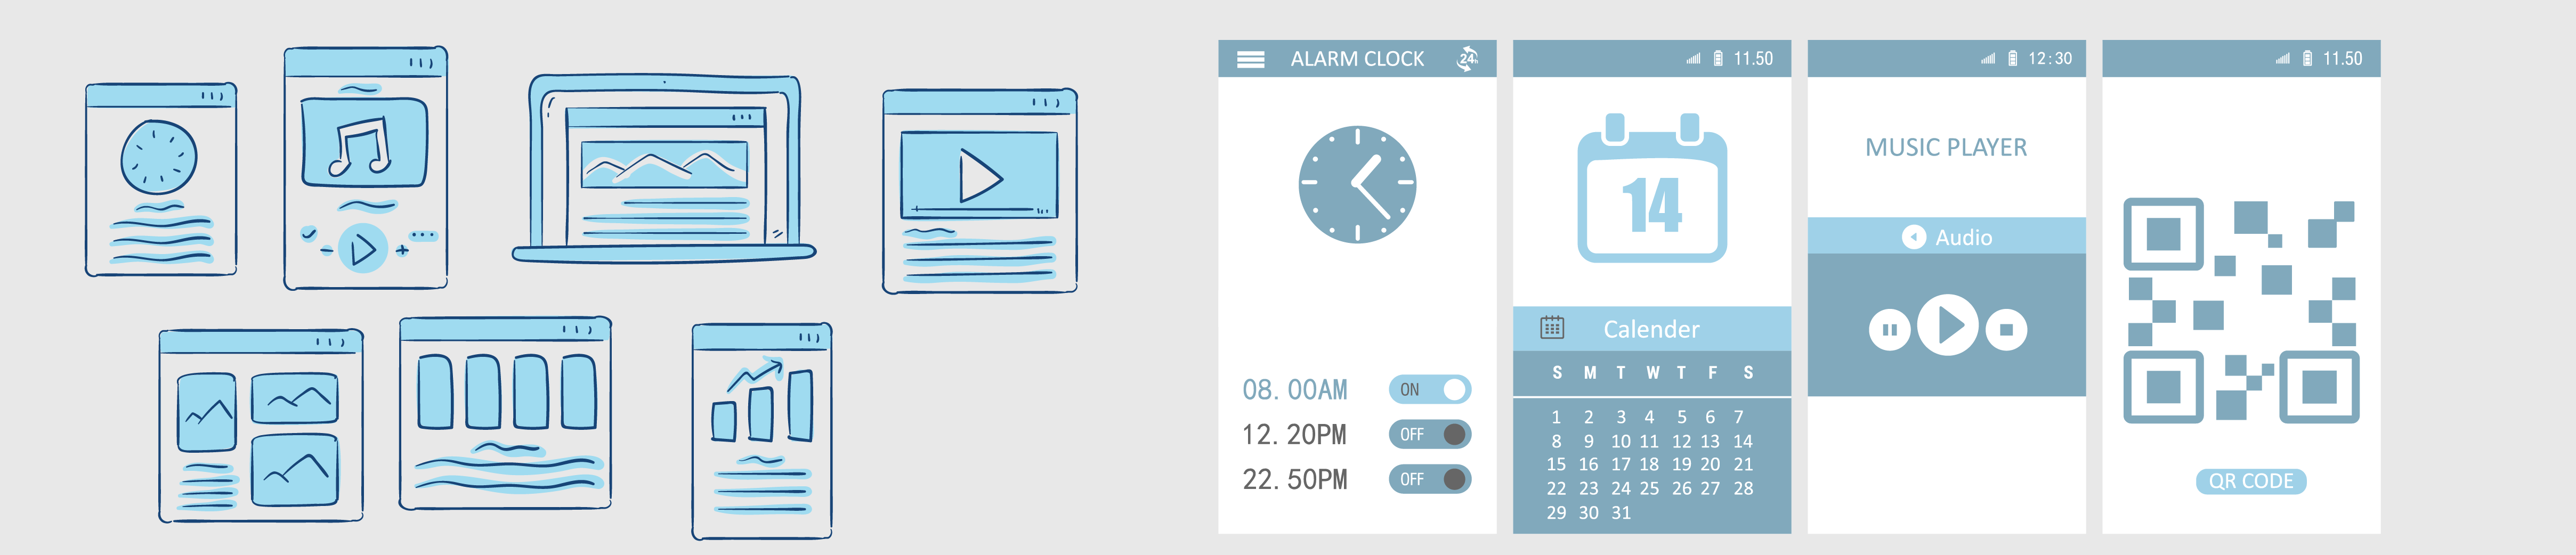 ALARM CLOCK 24h
08. 00AM ON
12. 20PM OFF
22. 50PM OFF
11.50
14
Calender
S M T W T F S
1 2 3 4 5 6 7
8 9 10 11 12 13 14
15 16 17 18 19 20 21
22 23 24 25 26 27 28
29 30 31
12:30
MUSIC PLAYER
Audio
11.50
QR CODE